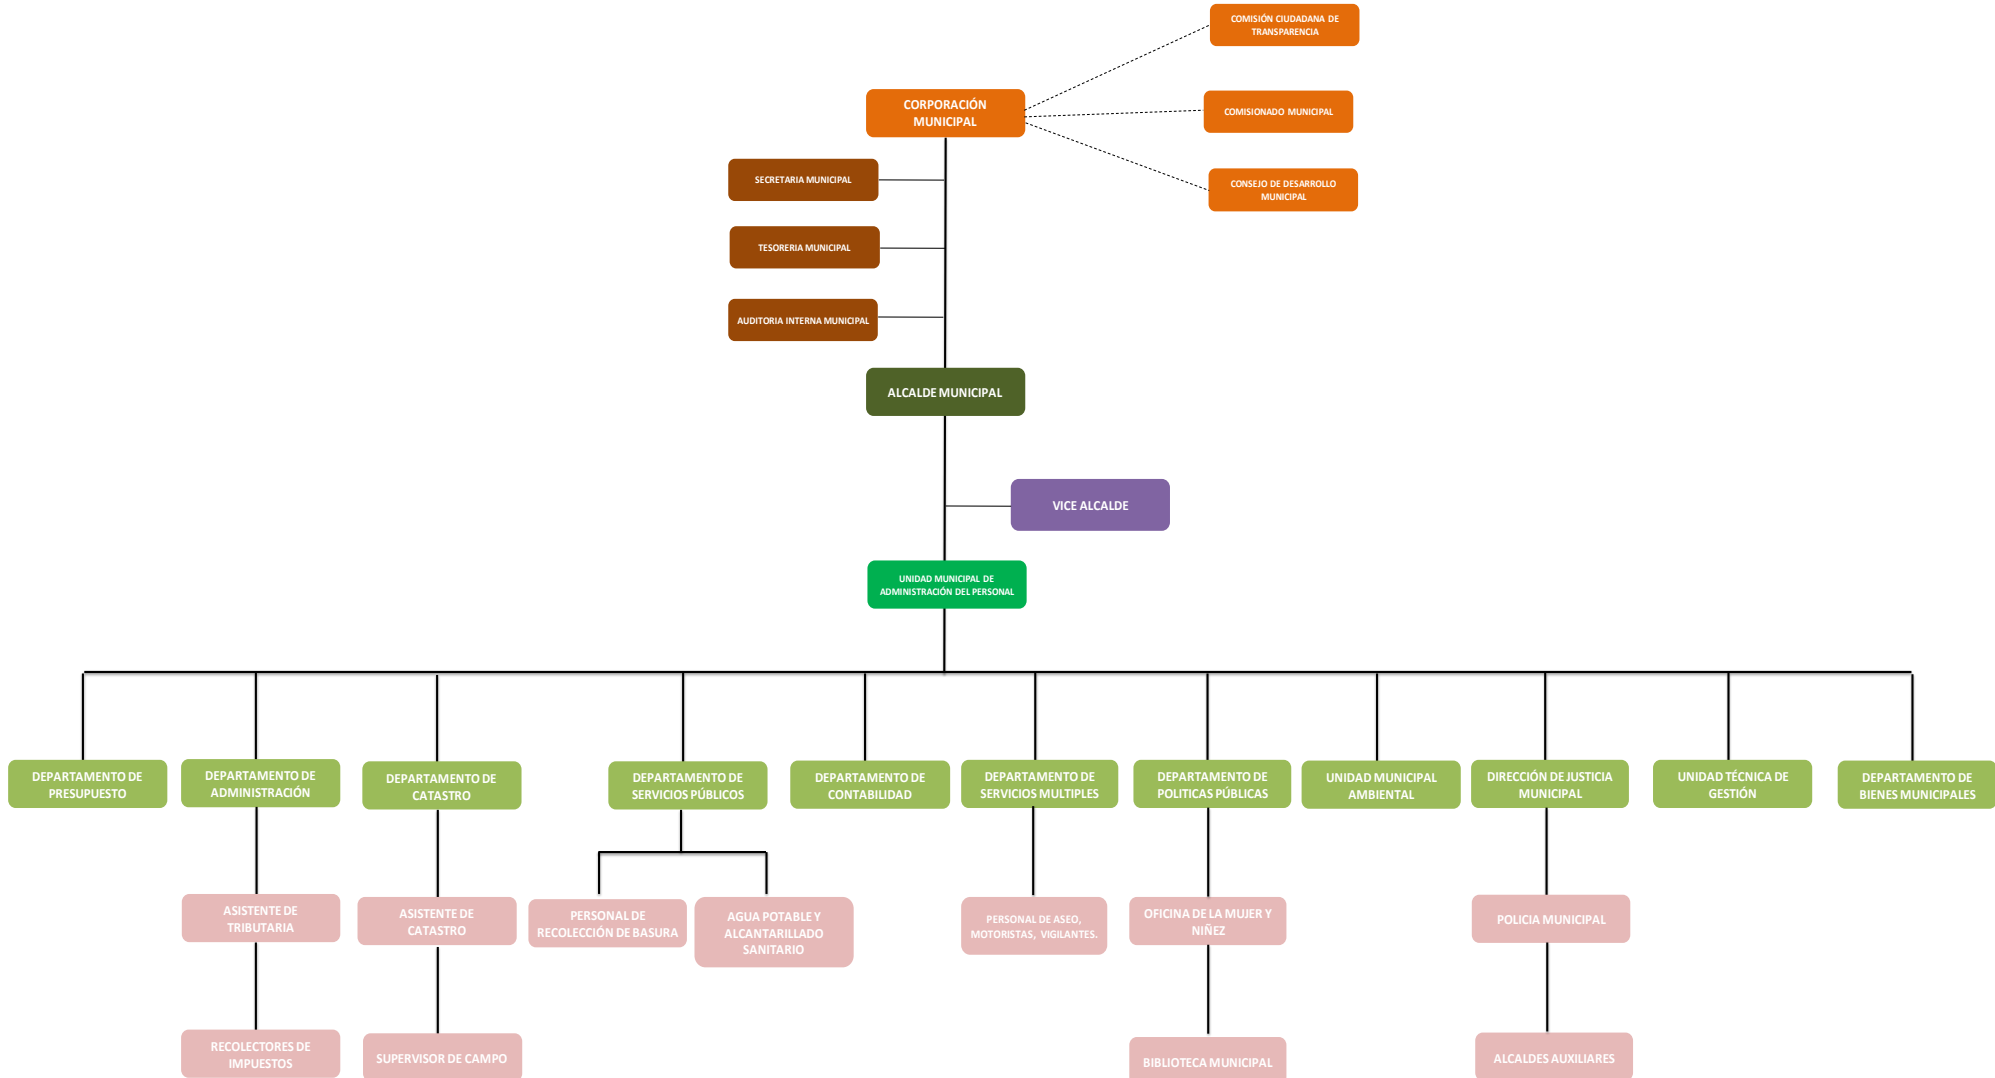 COMISIÓN CIUDADANA DE
TRANSPARENCIA
CORPORACIÓN
MUNICIPAL
COMISIONADO MUNICIPAL
SECRETARIA MUNICIPAL
CONSEJO DE DESARROLLO
MUNICIPAL
TESORERIA MUNICIPAL
AUDITORIA INTERNA MUNICIPAL
ALCALDE MUNICIPAL
VICE ALCALDE
UNIDAD MUNICIPAL DE
ADMINISTRACIÓN DEL PERSONAL
DEPARTAMENTO DE
PRESUPUESTO
DEPARTAMENTO DE
ADMINISTRACIÓN
DEPARTAMENTO DE
CATASTRO
DEPARTAMENTO DE
SERVICIOS PÚBLICOS
DEPARTAMENTO DE
CONTABILIDAD
DEPARTAMENTO DE
SERVICIOS MULTIPLES
DEPARTAMENTO DE
POLITICAS PÚBLICAS
UNIDAD MUNICIPAL
AMBIENTAL
DIRECCIÓN DE JUSTICIA
MUNICIPAL
UNIDAD TÉCNICA DE
GESTIÓN
DEPARTAMENTO DE
BIENES MUNICIPALES
ASISTENTE DE
TRIBUTARIA
ASISTENTE DE
CATASTRO
PERSONAL DE
RECOLECCIÓN DE BASURA
AGUA POTABLE Y
ALCANTARILLADO
SANITARIO
PERSONAL DE ASEO,
MOTORISTAS, VIGILANTES.
OFICINA DE LA MUJER Y
NIÑEZ
POLICIA MUNICIPAL
RECOLECTORES DE
IMPUESTOS
SUPERVISOR DE CAMPO
BIBLIOTECA MUNICIPAL
ALCALDES AUXILIARES